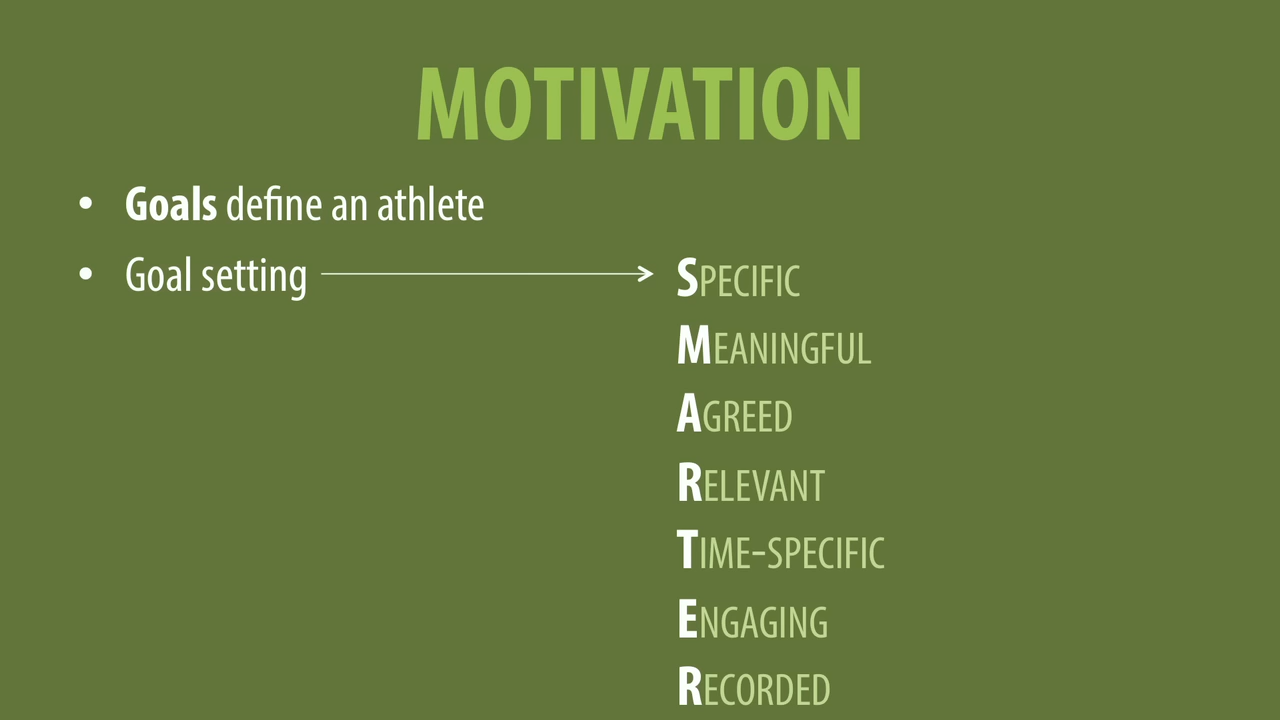 MOTIVATION
• Goals define an athlete
• Goal setting → SPECIFIC
MEANINGFUL
AGREED
RELEVANT
TIME-SPECIFIC
ENGAGING
RECORDED